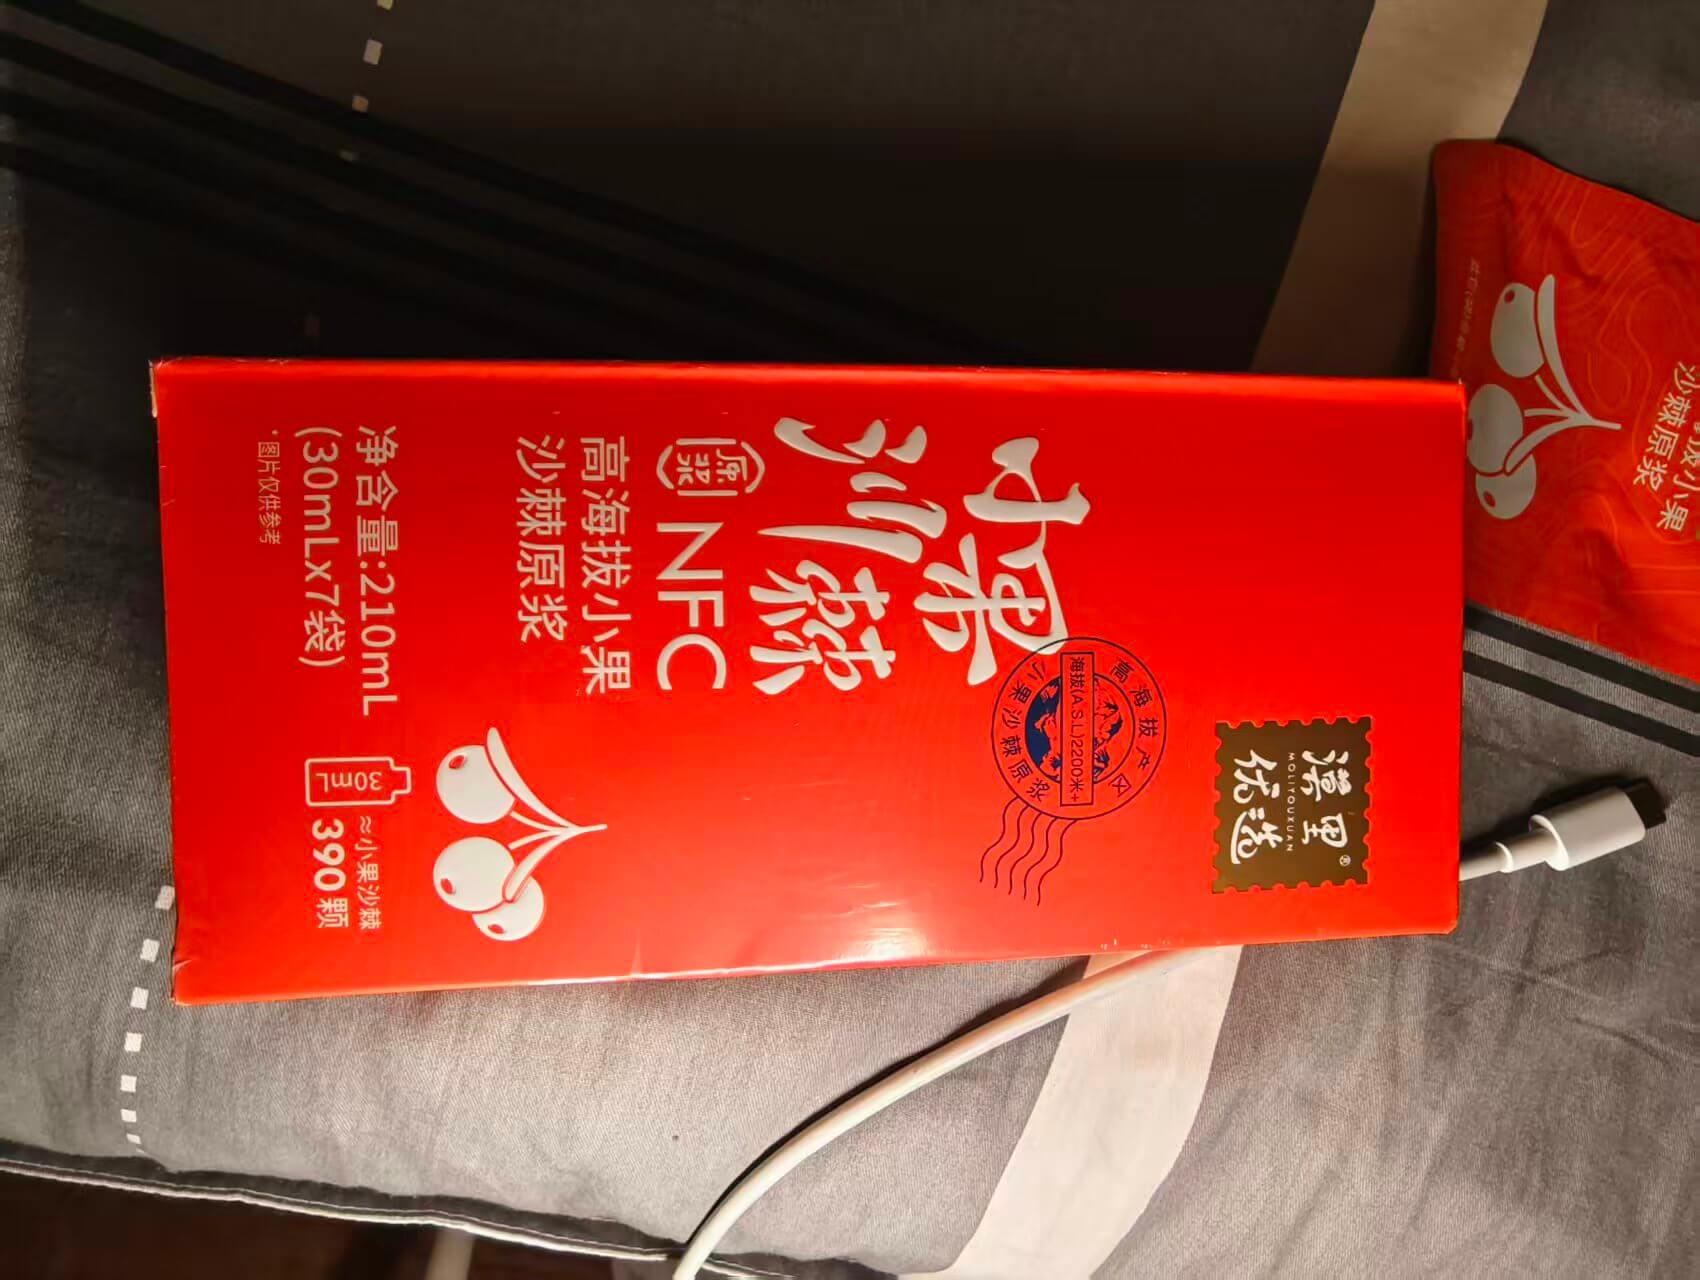 漠里®
优选
MOLIYOUXUAN
高海拔产区
海拔(A.S.L)2200米+
小果沙棘原浆
小果
沙棘
原浆
NFC
高海拔小果
沙棘原浆
净含量:210mL
(30mLx7袋)
*图片仅供参考
30mL
≈小果沙棘
390颗
小果
沙棘原浆